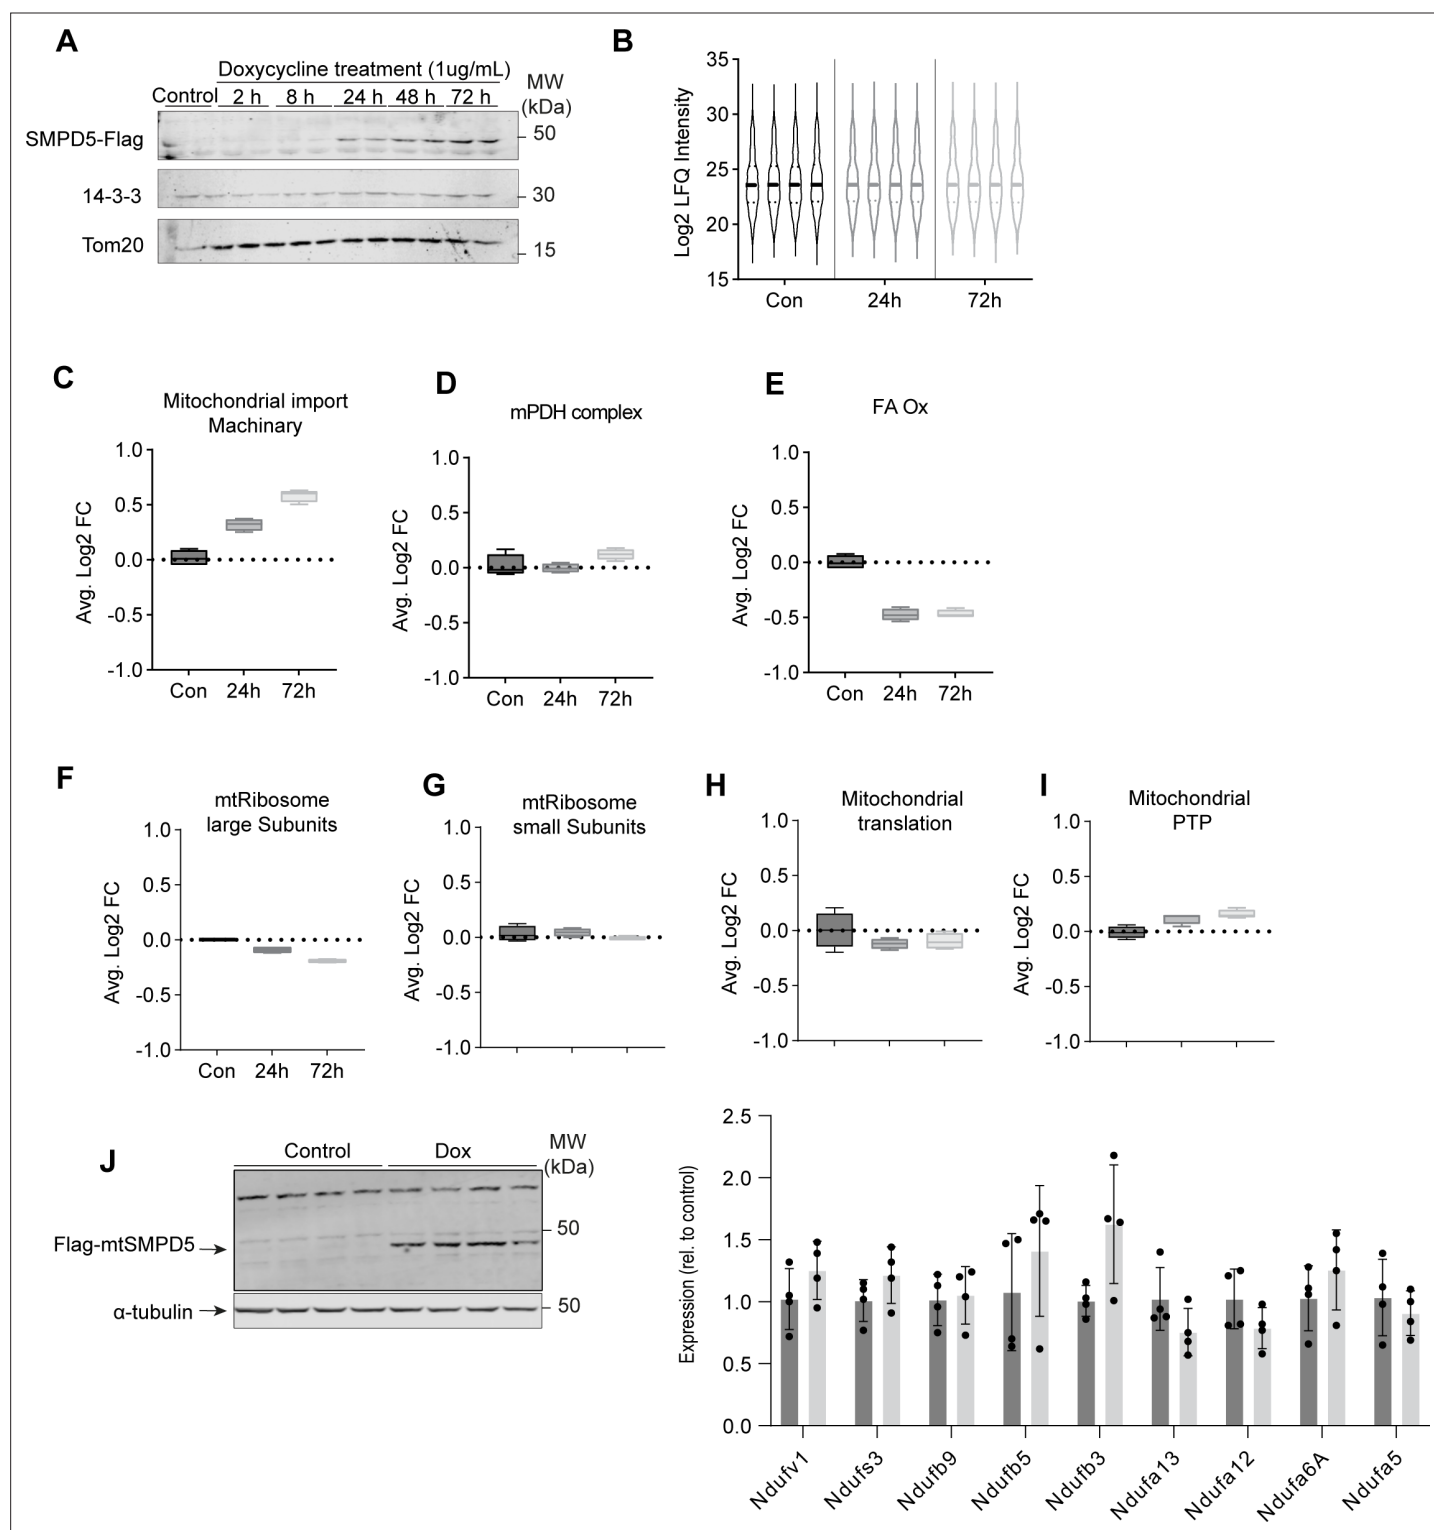 A
Doxycycline treatment (1ug/mL)
MW
(kDa)
Control 2 h 8 h 24 h 48 h 72 h
SMPD5-Flag
50
14-3-3
30
Tom20
15
B
Log2 LFQ Intensity
35
30
25
20
15
Con 24h 72h
C
Mitochondrial import
Machinary
Avg. Log2 FC
1.0
0.5
0.0
-0.5
-1.0
Con 24h 72h
D
mPDH complex
Avg. Log2 FC
1.0
0.5
0.0
-0.5
-1.0
Con 24h 72h
E
FA Ox
Avg. Log2 FC
1.0
0.5
0.0
-0.5
-1.0
Con 24h 72h
F
mtRibosome
large Subunits
Avg. Log2 FC
1.0
0.5
0.0
-0.5
-1.0
Con 24h 72h
G
mtRibosome
small Subunits
Avg. Log2 FC
1.0
0.5
0.0
-0.5
-1.0
H
Mitochondrial
translation
Avg. Log2 FC
1.0
0.5
0.0
-0.5
-1.0
I
Mitochondrial
PTP
Avg. Log2 FC
1.0
0.5
0.0
-0.5
-1.0
J
Control Dox
MW
(kDa)
50
Flag-mtSMPD5
α-tubulin
50
Expression (rel. to control)
2.5
2.0
1.5
1.0
0.5
0.0
Ndufv1
Ndufs3
Ndufb9
Ndufb5
Ndufb3
Ndufa13
Ndufa12
Ndufa6A
Ndufa5